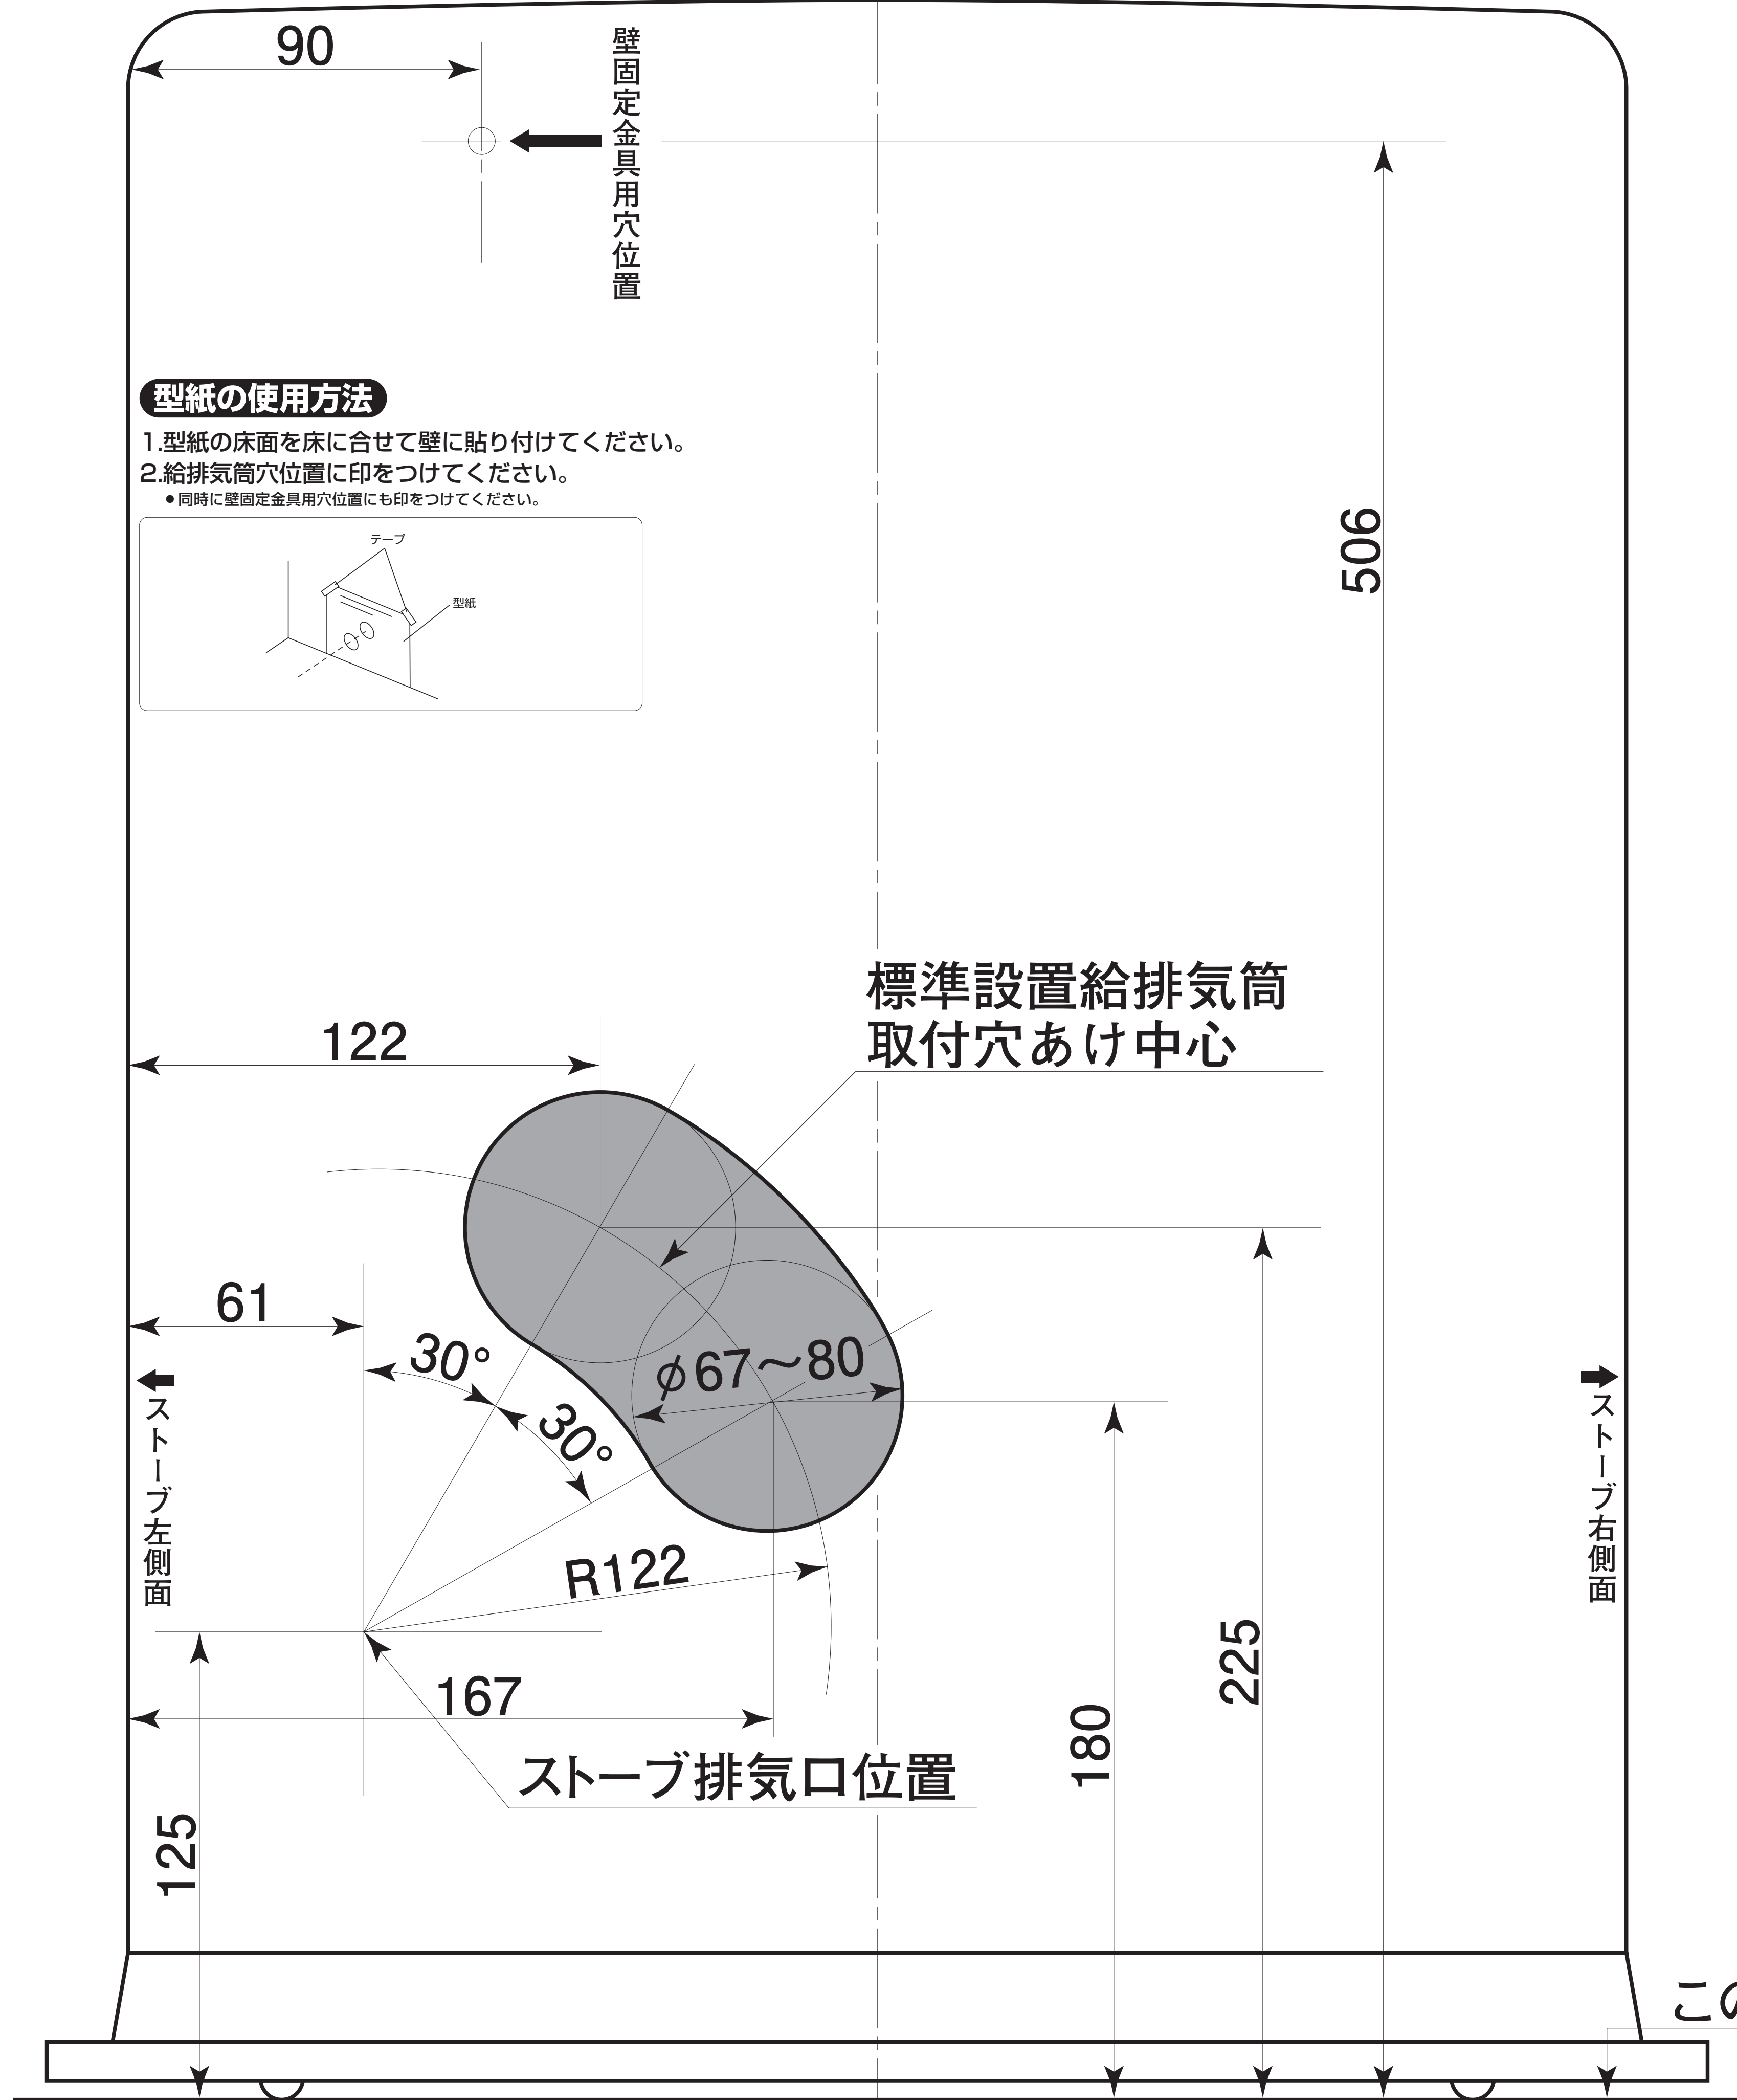 90
壁固定金具用穴位置
型紙の使用方法
1.型紙の床面を床に合せて壁に貼り付けてください。
2.給排気筒穴位置に印をつけてください。
●同時に壁固定金具用穴位置にも印をつけてください。
テープ
型紙
506
標準設置給排気筒
取付穴あけ中心
122
61
30°
30°
φ67～80
ストーブ左側面
ストーブ右側面
R122
167
225
180
ストーブ排気口位置
125
この